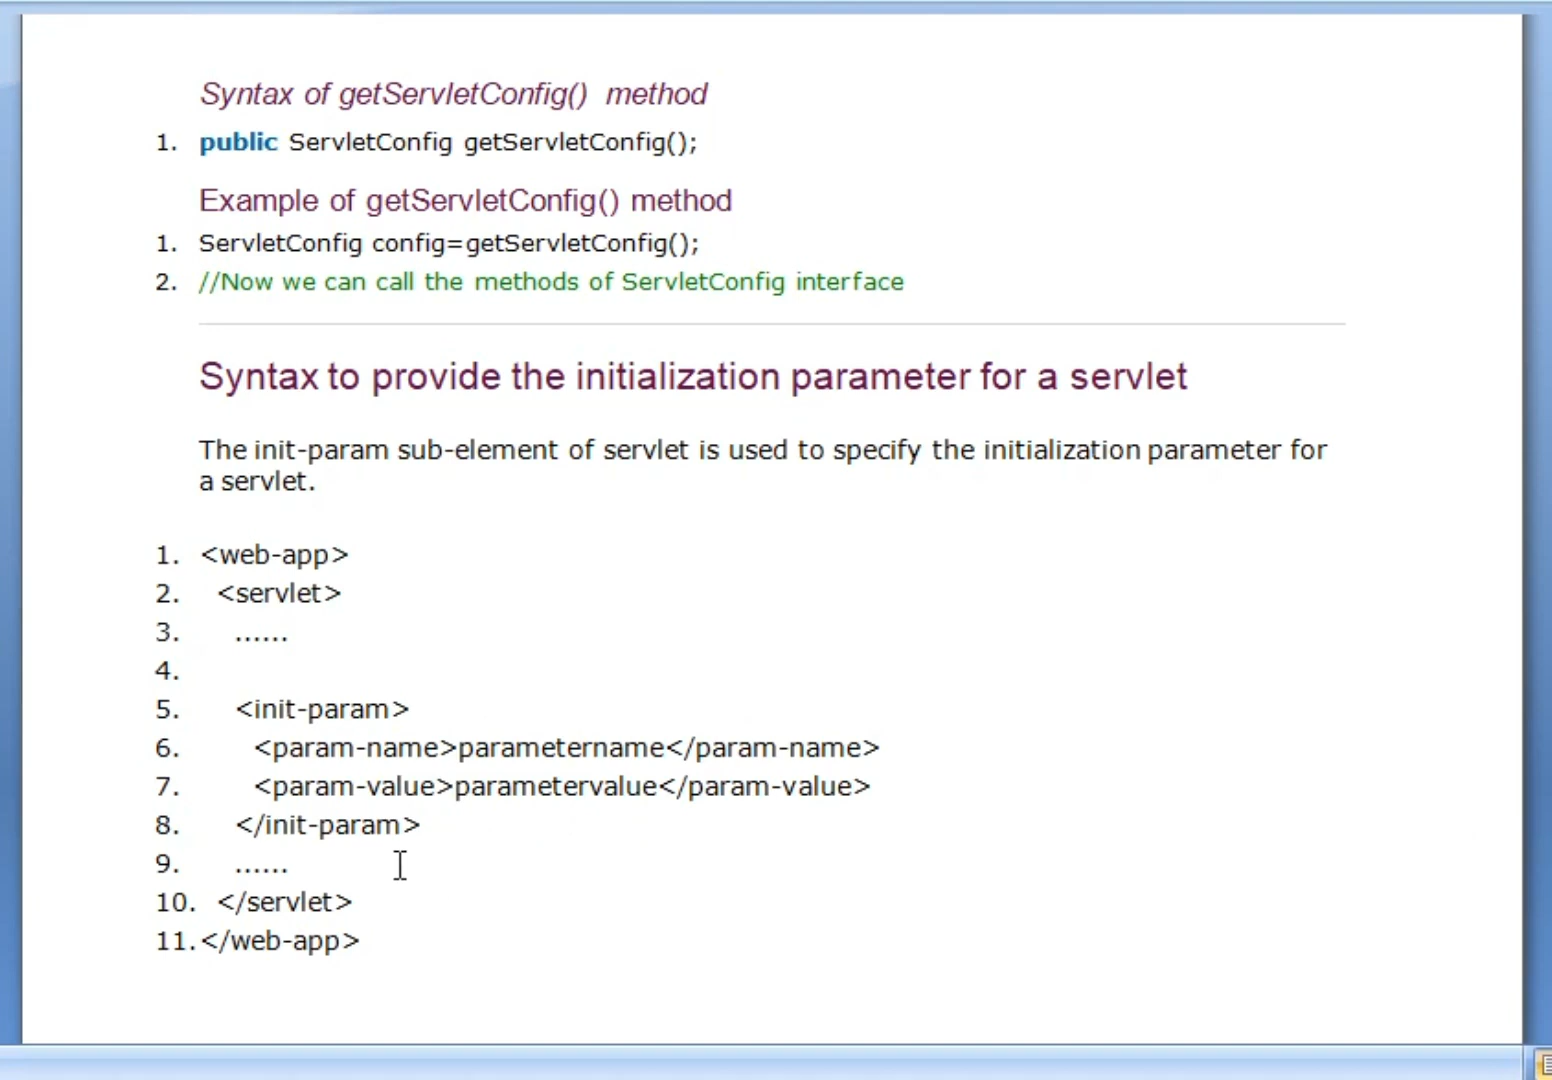 Syntax of getServletConfig() method
1. public ServletConfig getServletConfig();
Example of getServletConfig() method
1. ServletConfig config=getServletConfig();
2. //Now we can call the methods of ServletConfig interface
Syntax to provide the initialization parameter for a servlet
The init-param sub-element of servlet is used to specify the initialization parameter for
a servlet.
1. <web-app>
2. <servlet>
3. ......
4.
5. <init-param>
6. <param-name>parametername</param-name>
7. <param-value>parametervalue</param-value>
8. </init-param>
9. ......
10. </servlet>
11. </web-app>